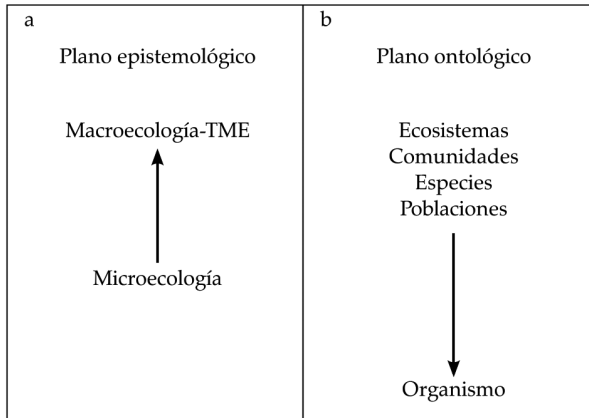 a
Plano epistemológico
Macroecología-TME
Microecología
b
Plano ontológico
Ecosistemas
Comunidades
Especies
Poblaciones
Organismo